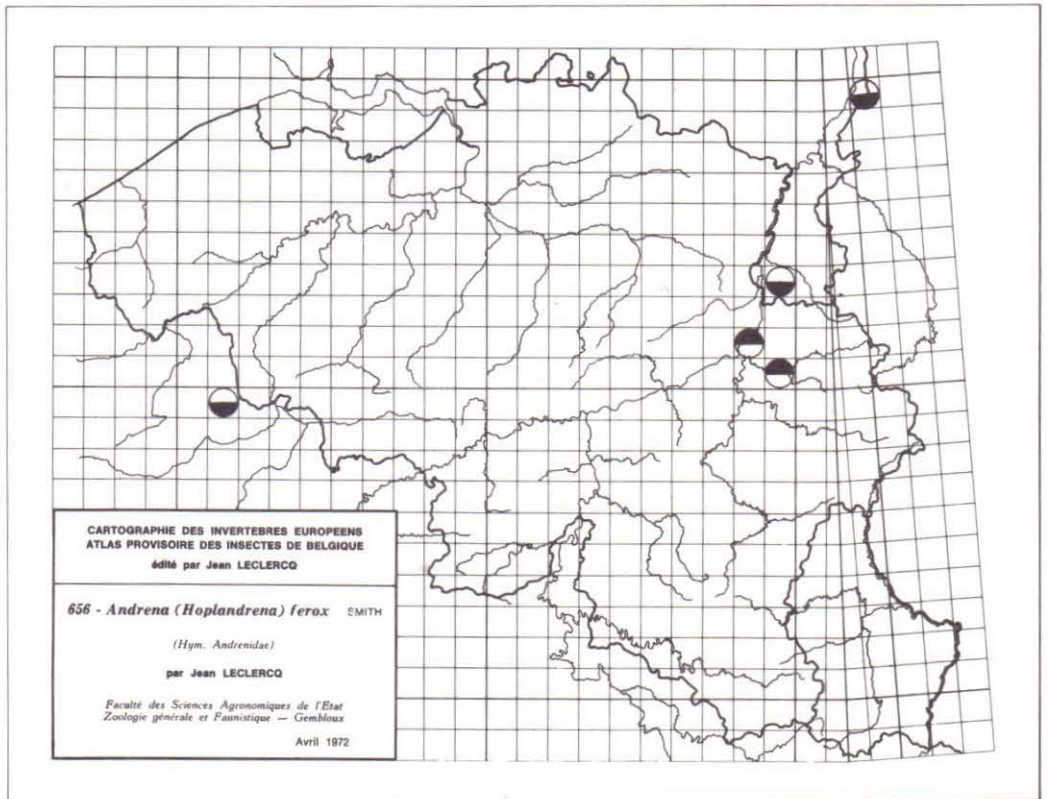 CARTOGRAPHIE DES INVERTEBRES EUROPEENS
ATLAS PROVISOIRE DES INSECTES DE BELGIQUE
édité par Jean LECLERCQ
656 - Andrena (Hoplandrena) ferox SMITH
(Hym. Andrenidae)
par Jean LECLERCQ
Faculté des Sciences Agronomiques de l'Etat
Zoologie générale et Faunistique — Gembloux
Avril 1972